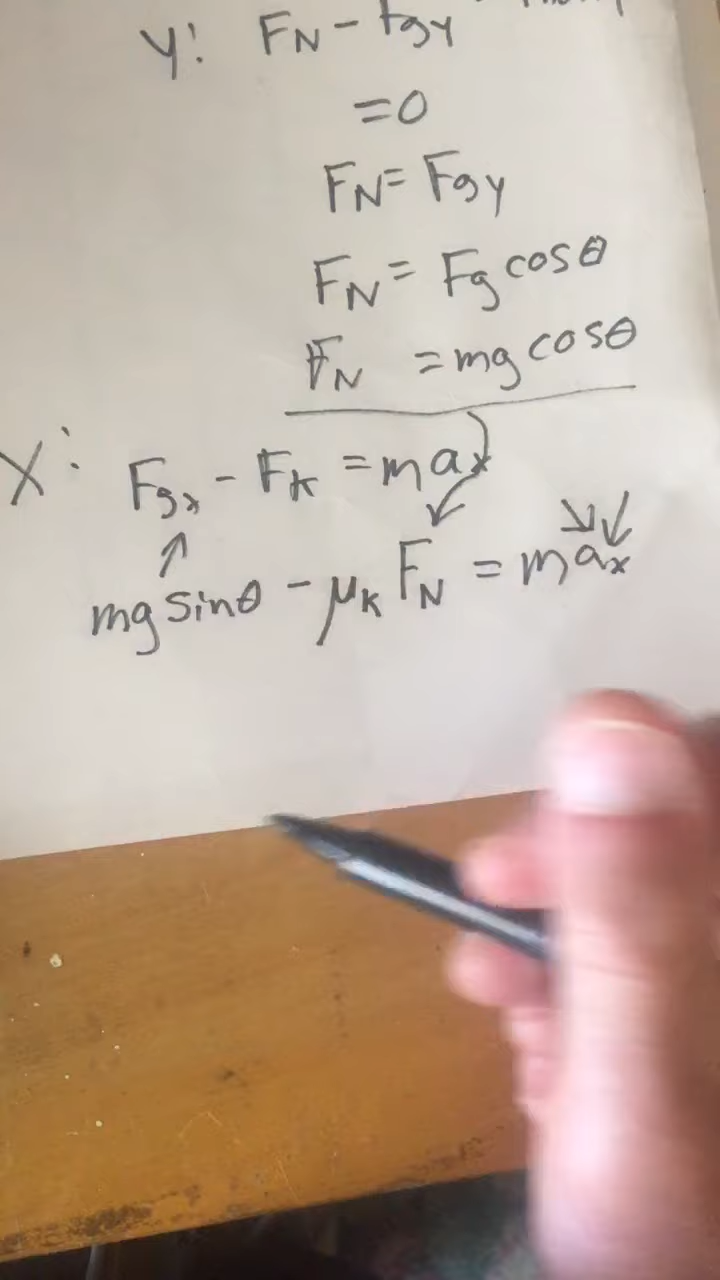 Y: FN - Fgy
=0
FN = Fgy
FN = Fg cosθ
FN = mg cosθ
X: Fgx - Fk = max
mg sinθ - μk FN = max